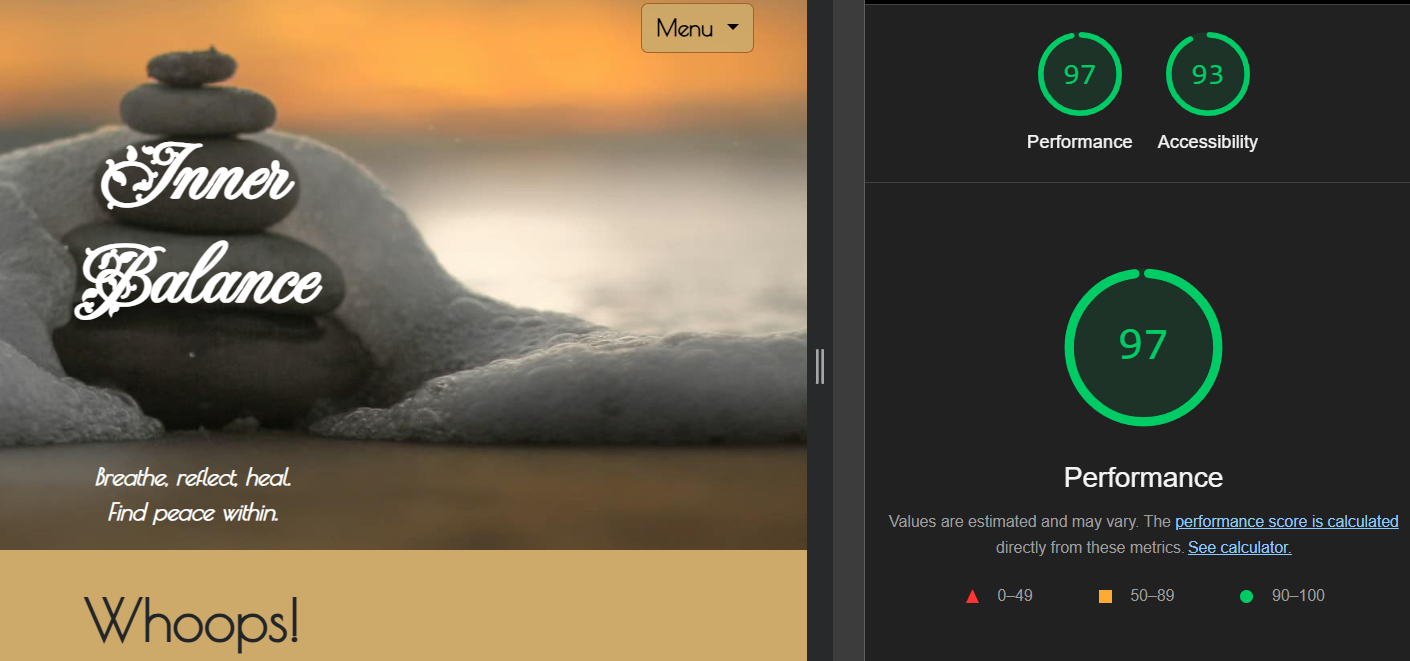 Menu
Inner
Balance
Breathe, reflect, heal.
Find peace within.
Whoops!
97
93
Performance
Accessibility
97
Performance
Values are estimated and may vary. The performance score is calculated
directly from these metrics. See calculator.
0–49
50–89
90–100